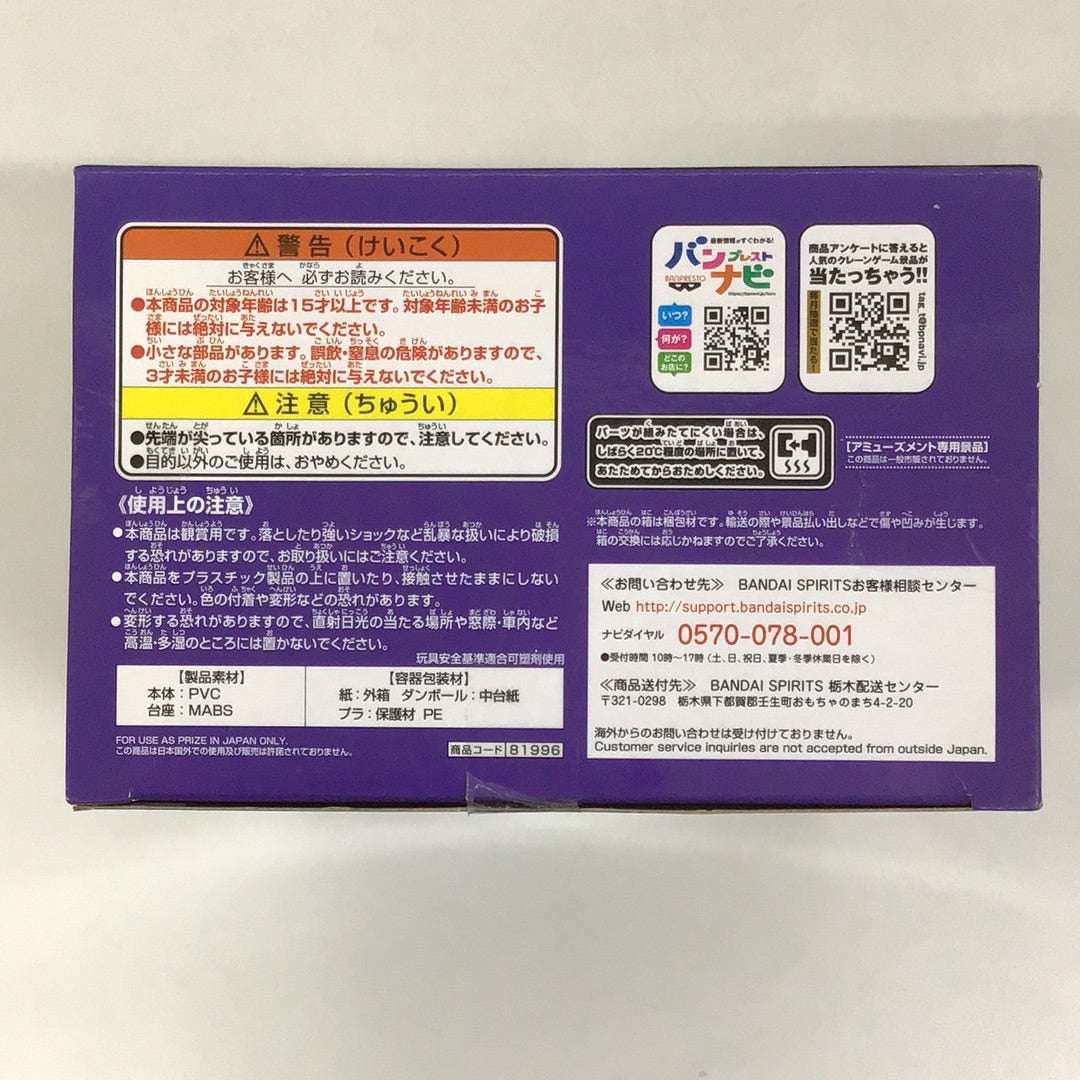 警告（けいこく）
お客様へ 必ずお読みください。
●本商品の対象年齢は15才以上です。対象年齢未満のお子
様には絶対に与えないでください。
●小さな部品があります。誤飲・窒息の危険がありますので、
3才未満のお子様には絶対に与えないでください。
注意（ちゅうい）
●先端が尖っている箇所がありますので、注意してください。
●目的以外のご使用は、おやめください。
《使用上の注意》
●本商品は観賞用です。落としたり強いショックなど乱暴な扱いにより破損
する恐れがありますので、お取り扱いにはご注意ください。
●本商品をプラスチック製品の上に置いたり、接触させたままにしない
でください。色の付着や変形などの恐れがあります。
●変形する恐れがありますので、直射日光の当たる場所や窓際・車内など
高温・多湿のところには置かないでください。
玩具安全基準適合可塑剤使用
【製品素材】
本体：PVC
台座：MABS
【容器包装材】
紙：外箱 ダンボール：中台紙
プラ：保護材 PE
FOR USE AS PRIZE IN JAPAN ONLY.
この商品は日本国外での使用及び販売は許諾されておりません。
商品コード 81996
最新情報がすぐわかる!
バンプレストナビ
BANPRESTO
いつ?
何が?
どこのお店に?
商品アンケートに答えると
人気のクレーンゲーム景品が
当たっちゃう!!
毎月抽選で当たる!
tag_t@bpnavi.jp
パーツが組みたてにくい場合は、
しばらく20℃程度の場所に置いて、
あたためてからおためしください。
［アミューズメント専用景品］
この商品は一般市販されておりません。
※本商品の箱は梱包材です。輸送の際や景品払い出しなどで傷や凹みが生じます。
箱の交換には応じかねますのでご了承ください。
≪お問い合わせ先≫ BANDAI SPIRITSお客様相談センター
Web http://support.bandaispirits.co.jp
ナビダイヤル 0570-078-001
●受付時間 10時〜17時（土、日、祝日、夏季・冬季休業日を除く）
≪商品送付先≫ BANDAI SPIRITS 栃木配送センター
〒321-0298 栃木県下都賀郡壬生町おもちゃのまち4-2-20
海外からのお問い合わせは受け付けておりません。
Customer service inquiries are not accepted from outside Japan.